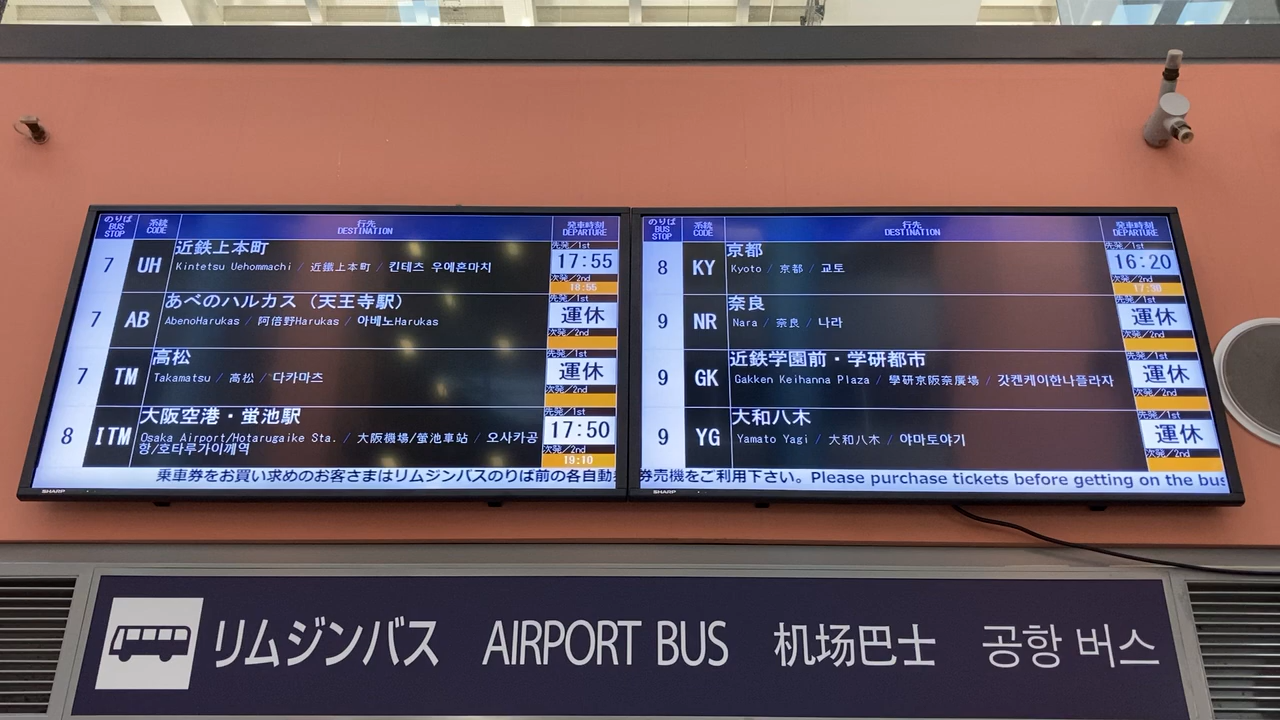 のりば
BUS
STOP
系統
CODE
行先
DESTINATION
発車時刻
DEPARTURE
7
UH
近鉄上本町
Kintetsu Uehommachi / 近鐵上本町 / 킨테츠 우에혼마치
先発/1st
17:55
次発/2nd
18:55
7
AB
あべのハルカス（天王寺駅）
AbenoHarukas / 阿倍野Harukas / 아베노Harukas
先発/1st
運休
次発/2nd
7
TM
高松
Takamatsu / 高松 / 다카마츠
先発/1st
運休
次発/2nd
8
ITM
大阪空港・蛍池駅
Osaka Airport/Hotarugaike Sta. / 大阪機場/螢池車站 / 오사카공
항/호타루가이께역
先発/1st
17:50
次発/2nd
19:10
乗車券をお買い求めのお客さまはリムジンバスのりば前の各自動
SHARP
のりば
BUS
STOP
系統
CODE
行先
DESTINATION
発車時刻
DEPARTURE
8
KY
京都
Kyoto / 京都 / 교토
先発/1st
16:20
次発/2nd
17:30
9
NR
奈良
Nara / 奈良 / 나라
先発/1st
運休
次発/2nd
9
GK
近鉄学園前・学研都市
Gakken Keihanna Plaza / 學研京阪奈廣場 / 갓켄케이한나플라자
先発/1st
運休
次発/2nd
9
YG
大和八木
Yamato Yagi / 大和八木 / 야마토야기
先発/1st
運休
次発/2nd
券売機をご利用下さい。Please purchase tickets before getting on the bus
SHARP
リムジンバス AIRPORT BUS 机场巴士 공항 버스